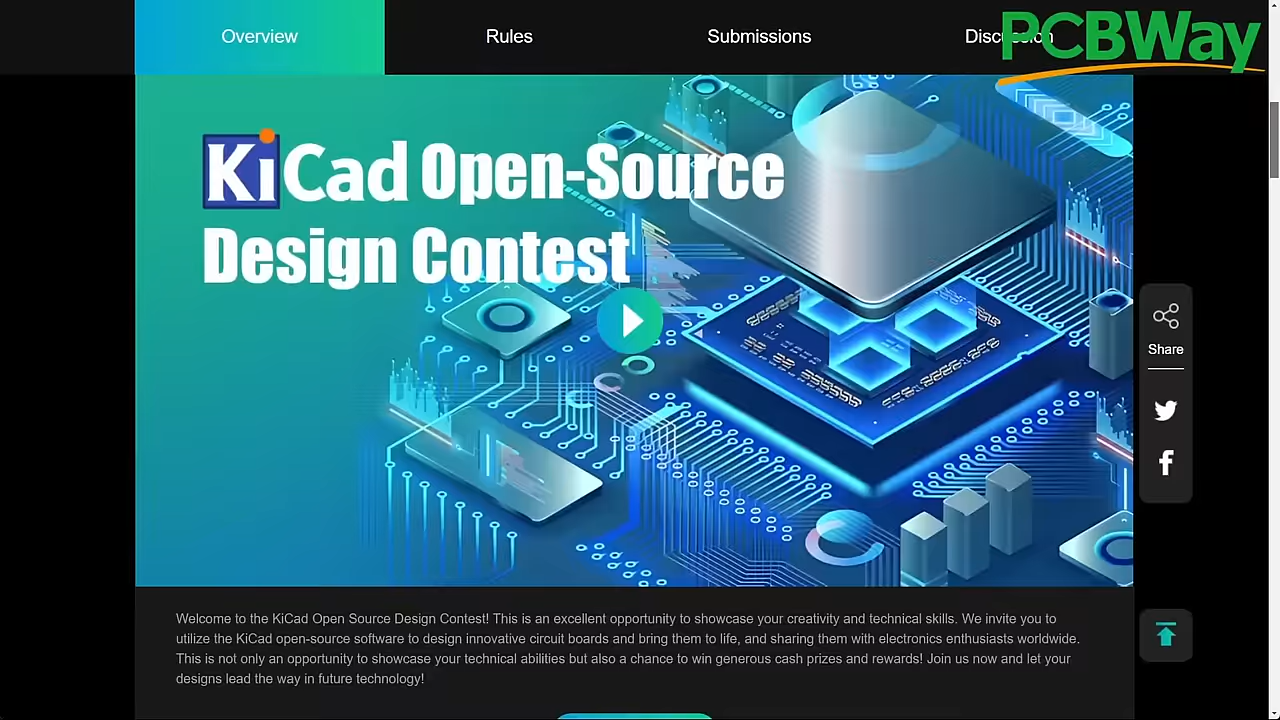 Overview
Rules
Submissions
Discussion
PCBWay
KiCad Open-Source
Design Contest
Share
Welcome to the KiCad Open Source Design Contest! This is an excellent opportunity to showcase your creativity and technical skills. We invite you to
utilize the KiCad open-source software to design innovative circuit boards and bring them to life, and sharing them with electronics enthusiasts worldwide.
This is not only an opportunity to showcase your technical abilities but also a chance to win generous cash prizes and rewards! Join us now and let your
designs lead the way in future technology!